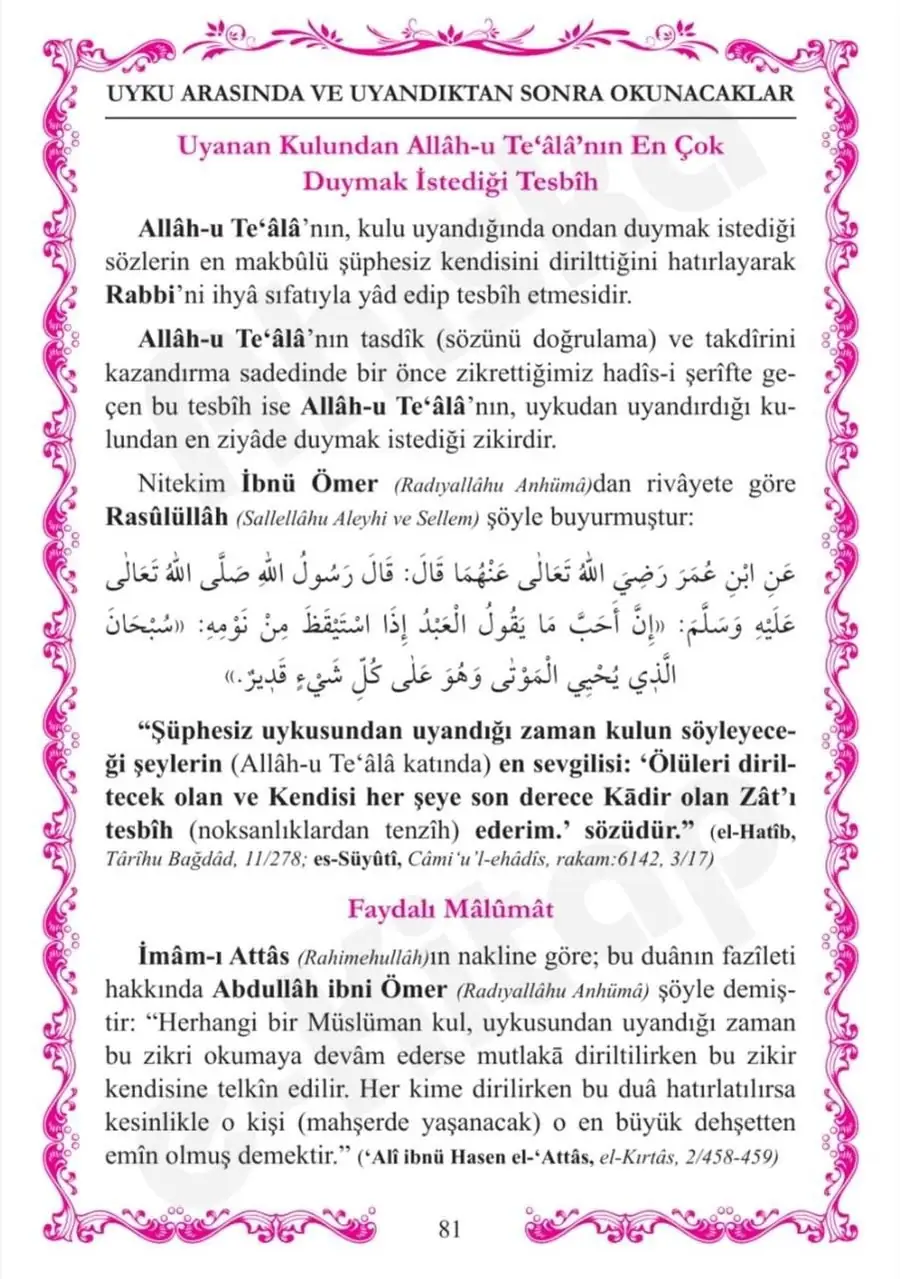 UYKU ARASINDA VE UYANDIKTAN SONRA OKUNACAKLAR
Uyanan Kulundan Allâh-u Te‘âlâ’nın En Çok
Duymak İstediği Tesbîh
Allâh-u Te‘âlâ’nın, kulu uyandığında ondan duymak istediği
sözlerin en makbûlü şüphesiz kendisini dirilttiğini hatırlayarak
Rabbi’ni ihyâ sıfatıyla yâd edip tesbîh etmesidir.
Allâh-u Te‘âlâ’nın tasdîk (sözünü doğrulama) ve takdîrini
kazandırma sadedinde bir önce zikrettiğimiz hadîs-i şerîfte ge-
çen bu tesbîh ise Allâh-u Te‘âlâ’nın, uykudan uyandırdığı ku-
lundan en ziyâde duymak istediği zikirdir.
Nitekim İbnü Ömer (Radıyallâhu Anhümâ)dan rivâyete göre
Rasûlüllâh (Sallellâhu Aleyhi ve Sellem) şöyle buyurmuştur:
عَنِ ابْنِ عُمَرَ رَضِيَ اللهُ تَعَالٰى عَنْهُمَا قَالَ: قَالَ رَسُولُ اللهِ صَلَّى اللهُ تَعَالٰى
عَلَيْهِ وَسَلَّمَ: «إِنَّ أَحَبَّ مَا يَقُولُ الْعَبْدُ إِذَا اسْتَيْقَظَ مِنْ نَوْمِهِ: «سُبْحَانَ
الَّذِي يُحْيِي الْمَوْتٰى وَهُوَ عَلٰى كُلِّ شَيْءٍ قَدِيرٌ.»
“Şüphesiz uykusundan uyandığı zaman kulun söyleyece-
ği şeylerin (Allâh-u Te‘âlâ katında) en sevgilisi: ‘Ölüleri diril-
tecek olan ve Kendisi her şeye son derece Kādir olan Zât’ı
tesbîh (noksanlıklardan tenzîh) ederim.’ sözüdür.” (el-Hatîb,
Târîhu Bağdâd, 11/278; es-Süyûtî, Câmi‘u’l-ehâdîs, rakam:6142, 3/17)
Faydalı Mâlûmât
İmâm-ı Attâs (Rahimehullâh)ın nakline göre; bu duânın fazîleti
hakkında Abdullâh ibni Ömer (Radıyallâhu Anhümâ) şöyle demiş-
tir: “Herhangi bir Müslüman kul, uykusundan uyandığı zaman
bu zikri okumaya devâm ederse mutlakā diriltilirken bu zikir
kendisine telkîn edilir. Her kime dirilirken bu duâ hatırlatılırsa
kesinlikle o kişi (mahşerde yaşanacak) o en büyük dehşetten
emîn olmuş demektir.” (‘Alî ibnü Hasen el-‘Attâs, el-Kırtâs, 2/458-459)
81